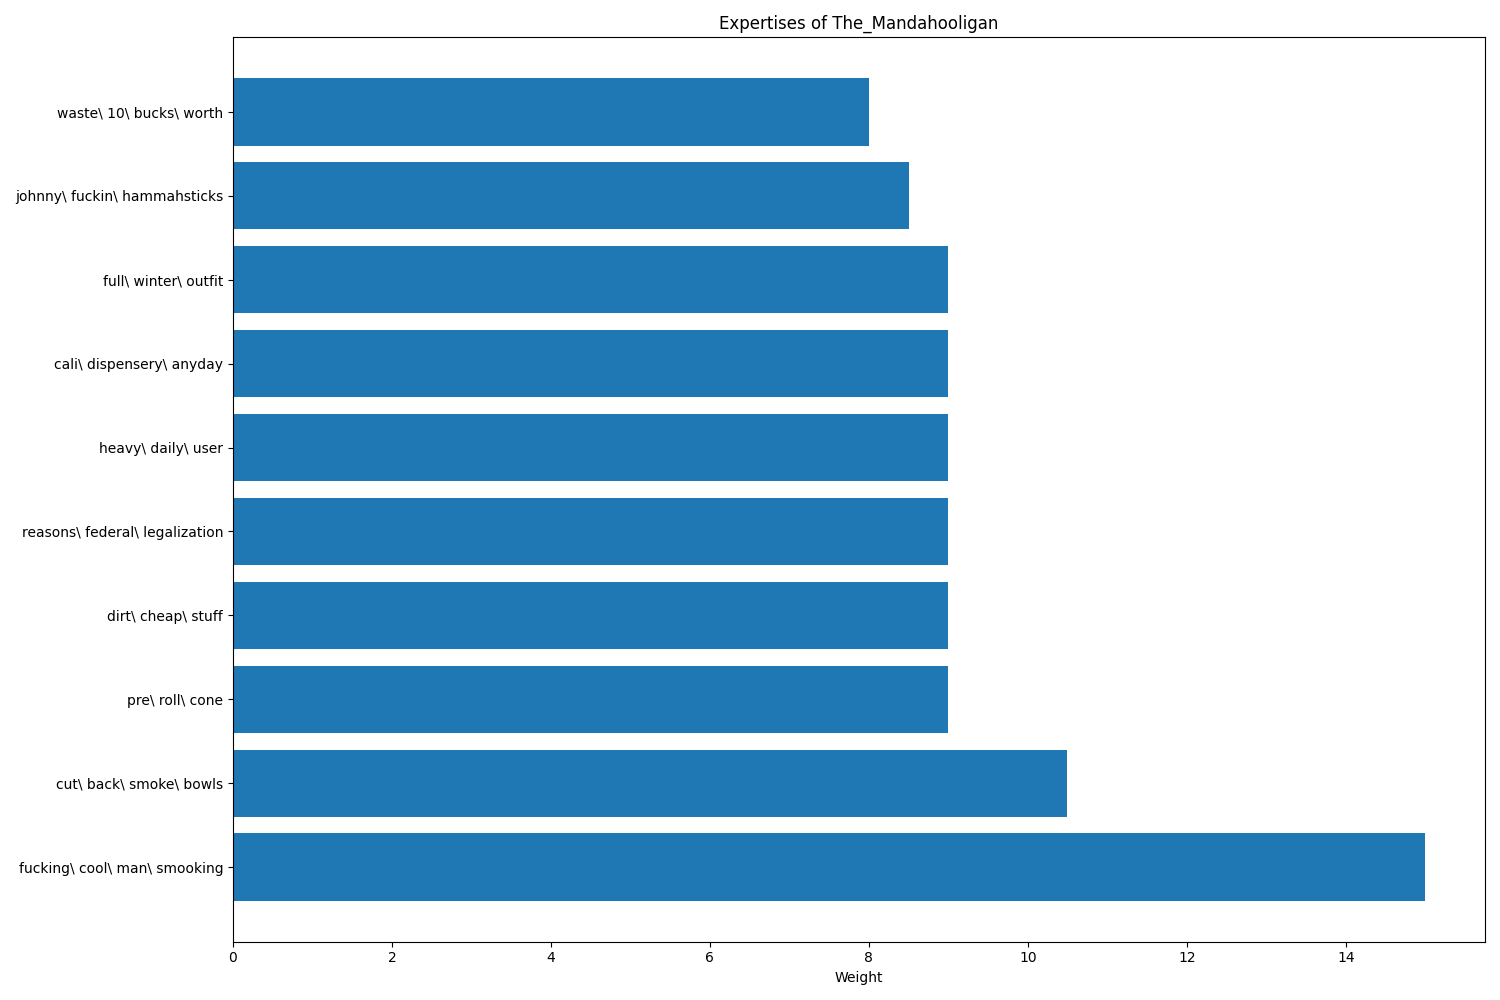 Expertises of The_Mandahooligan
waste\ 10\ bucks\ worth
johnny\ fuckin\ hammahsticks
full\ winter\ outfit
cali\ dispensery\ anyday
heavy\ daily\ user
reasons\ federal\ legalization
dirt\ cheap\ stuff
pre\ roll\ cone
cut\ back\ smoke\ bowls
fucking\ cool\ man\ smooking
0 2 4 6 8 10 12 14
Weight